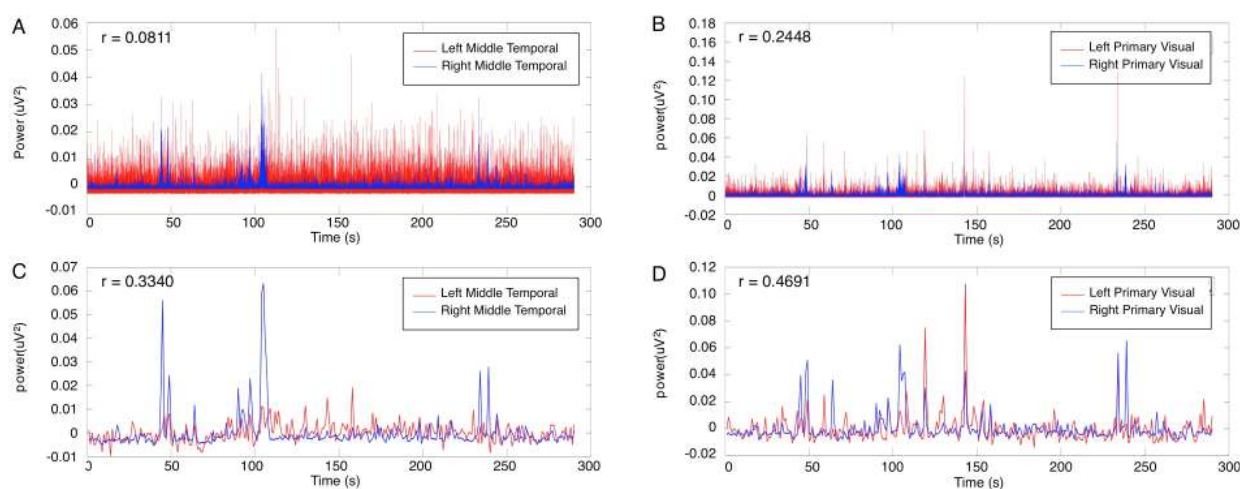 A
r = 0.0811
Left Middle Temporal
Right Middle Temporal
Power (uV²)
0.06
0.05
0.04
0.03
0.02
0.01
0
-0.01
0 50 100 150 200 250 300
Time (s)
B
r = 0.2448
Left Primary Visual
Right Primary Visual
power(uV²)
0.18
0.16
0.14
0.12
0.10
0.08
0.06
0.04
0.02
0
-0.02
0 50 100 150 200 250 300
Time (s)
C
r = 0.3340
Left Middle Temporal
Right Middle Temporal
power(uV²)
0.07
0.06
0.05
0.04
0.03
0.02
0.01
0
-0.01
0 50 100 150 200 250 300
Time (s)
D
r = 0.4691
Left Primary Visual
Right Primary Visual
power(uV²)
0.12
0.10
0.08
0.06
0.04
0.02
0
-0.02
-0.04
0 50 100 150 200 250 300
Time (s)